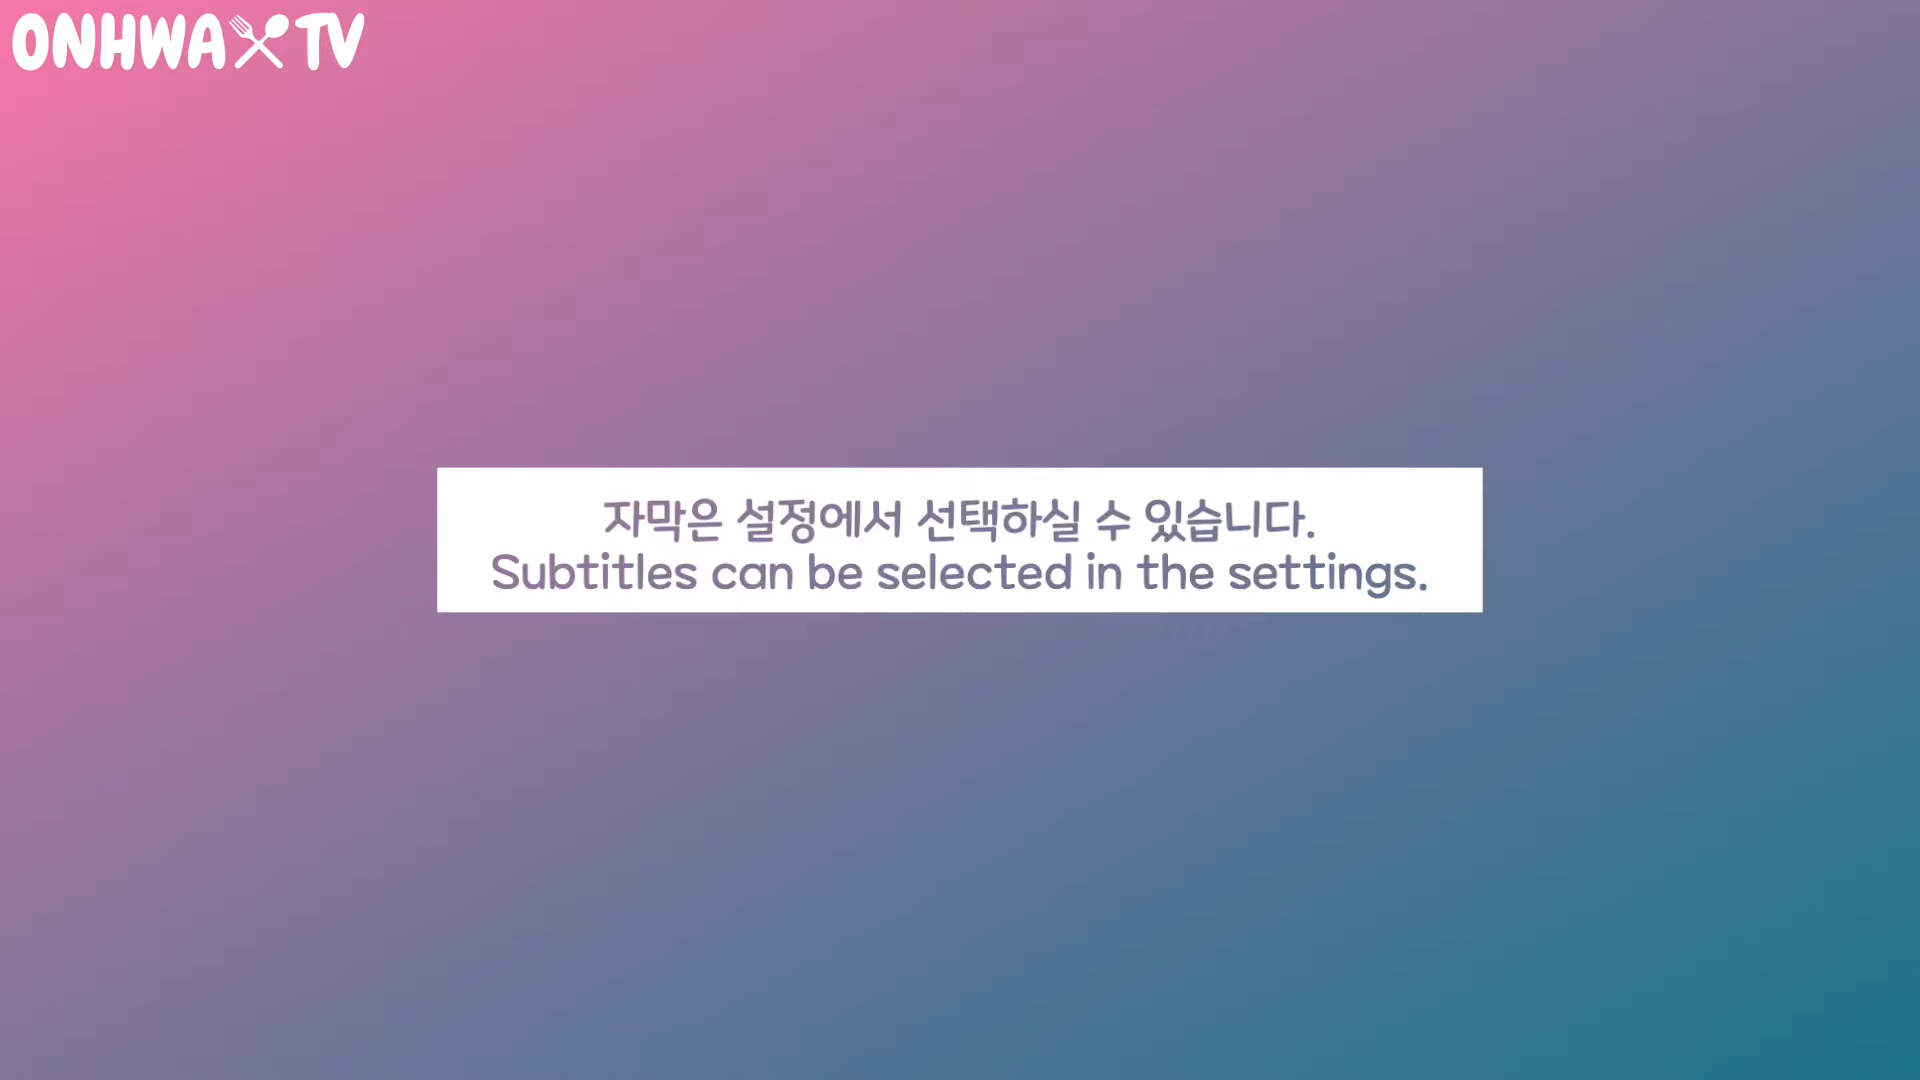 ONHWA TV
자막은 설정에서 선택하실 수 있습니다.
Subtitles can be selected in the settings.